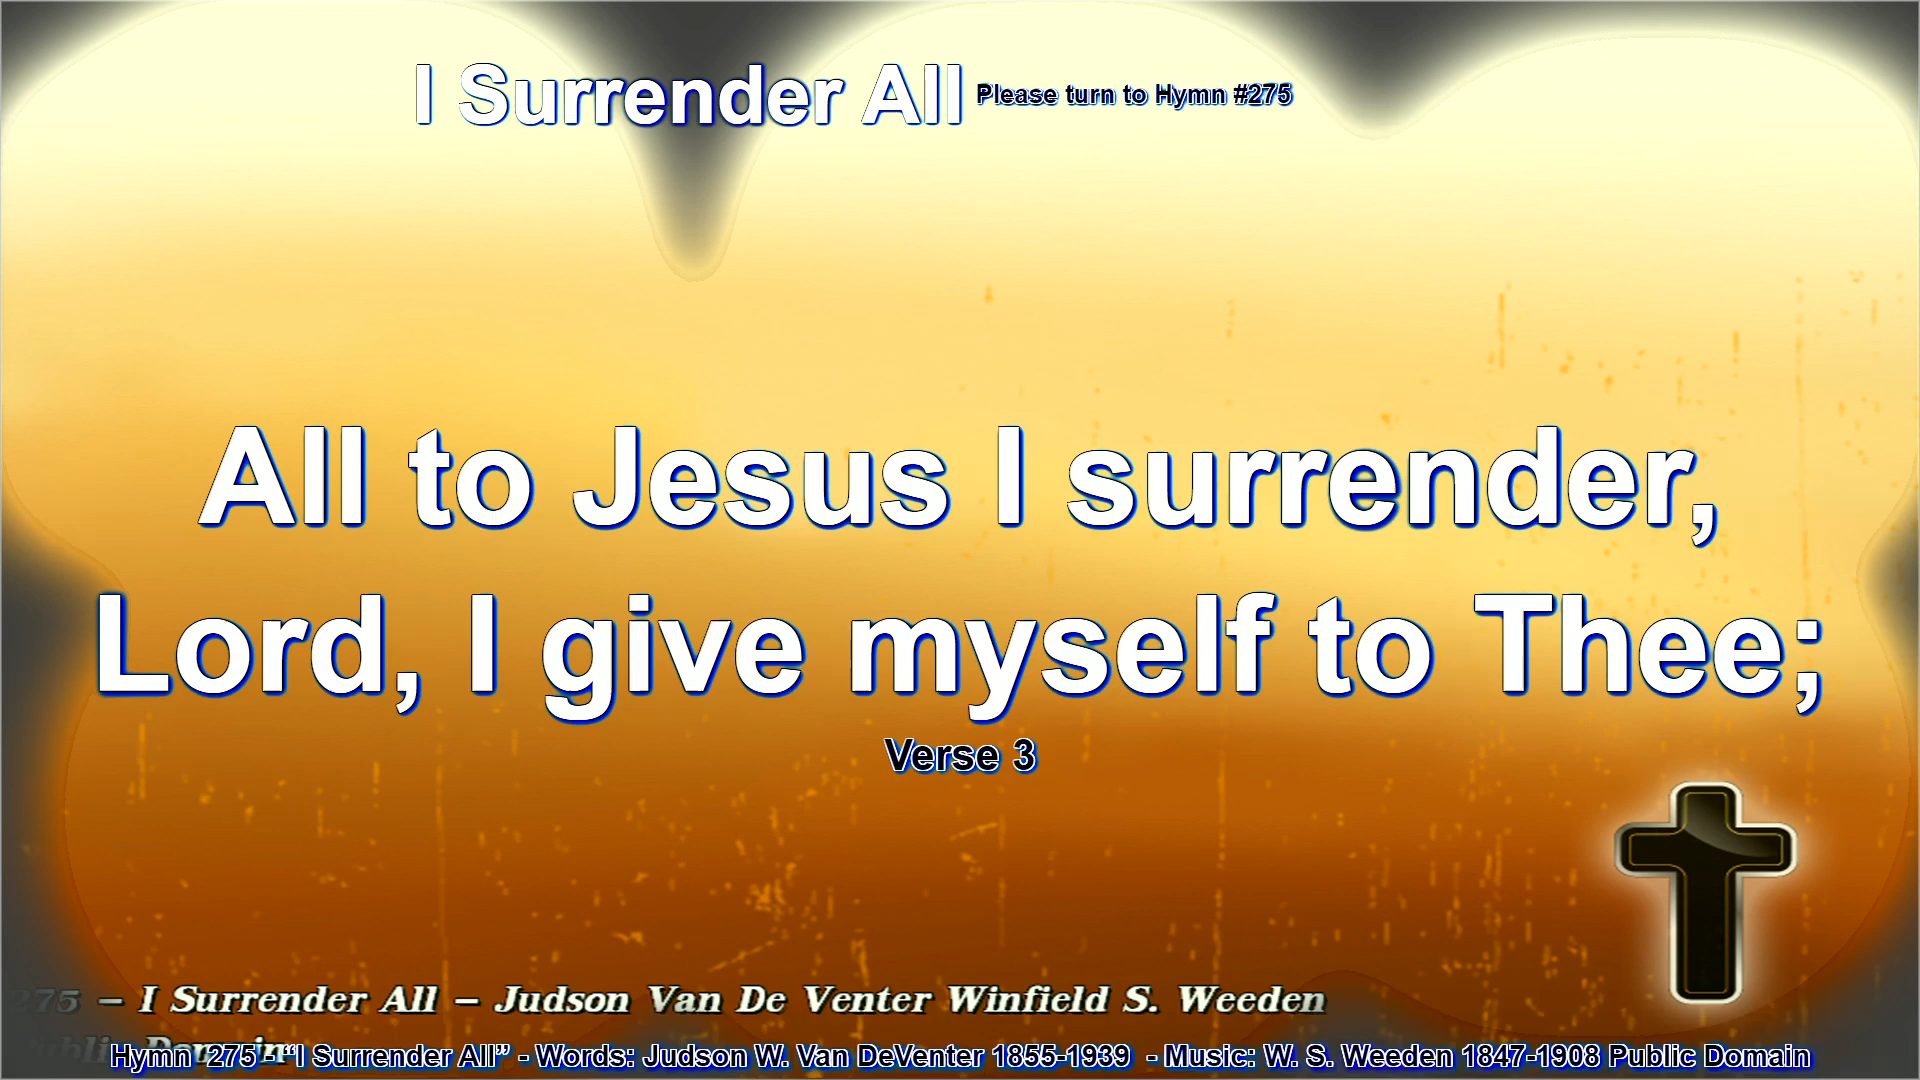 I Surrender All Please turn to Hymn #275
All to Jesus I surrender,
Lord, I give myself to Thee;
Verse 3
275 – I Surrender All – Judson Van De Venter Winfield S. Weeden
Public Domain
Hymn 275 - “I Surrender All” - Words: Judson W. Van DeVenter 1855-1939 - Music: W. S. Weeden 1847-1908 Public Domain